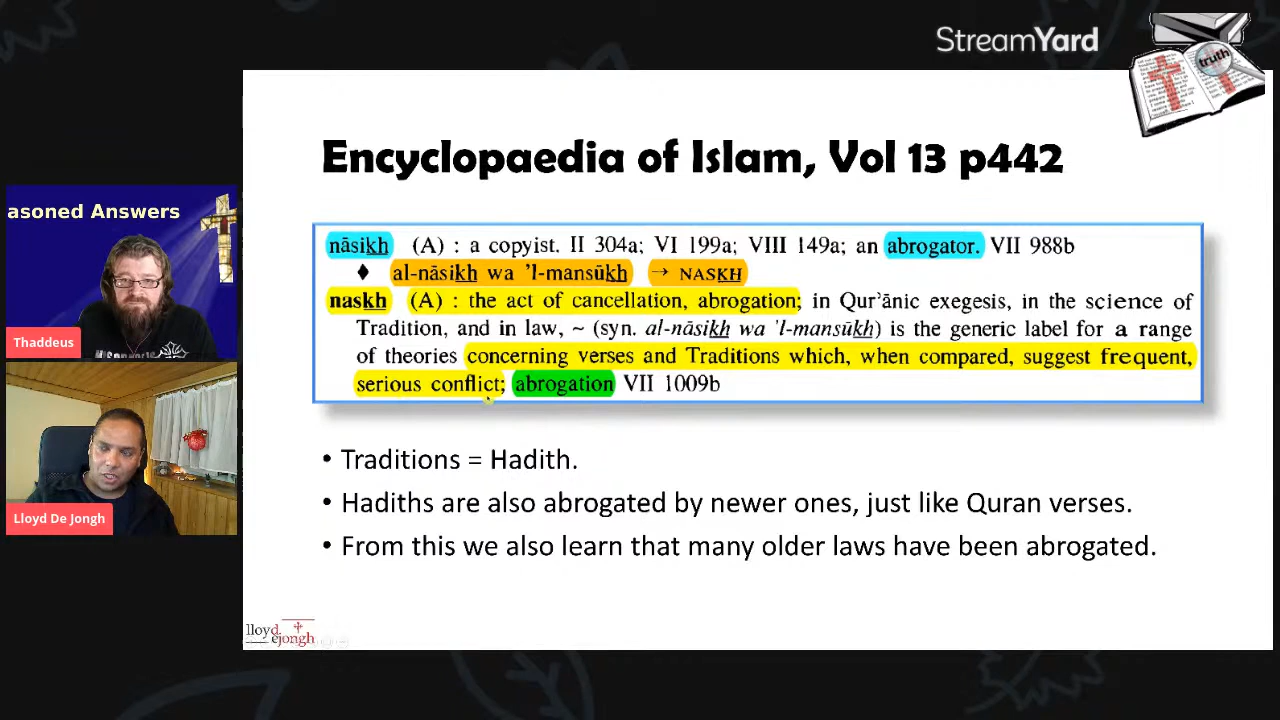 StreamYard
truth
Encyclopaedia of Islam, Vol 13 p442
nāsikh (A) : a copyist. II 304a; VI 199a; VIII 149a; an abrogator. VII 988b
♦ al-nāsikh wa 'l-mansūkh → NASKH
naskh (A) : the act of cancellation, abrogation; in Qurʾānic exegesis, in the science of
Tradition, and in law, ~ (syn. al-nāsikh wa 'l-mansūkh) is the generic label for a range
of theories concerning verses and Traditions which, when compared, suggest frequent,
serious conflict; abrogation VII 1009b
• Traditions = Hadith.
• Hadiths are also abrogated by newer ones, just like Quran verses.
• From this we also learn that many older laws have been abrogated.
lloyd
ejongh
asoned Answers
Thaddeus
Lloyd De Jongh